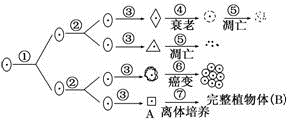 ③ ④ ⑤
衰老 凋亡
②
③ ⑤
凋亡
①
③ ⑥
癌变
②
③ ⑦
完整植物体(B)
A 离体培养